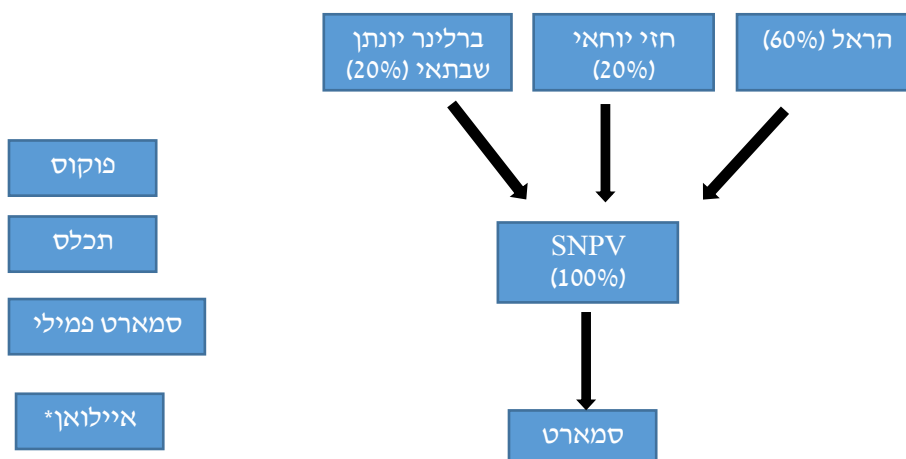 הראל (60%)
חזי יוחאי
(20%)
ברלינר יונתן
שבתאי (20%)
SNPV
(100%)
סמארט
פוקוס
תכלס
סמארט פמילי
איילואן*